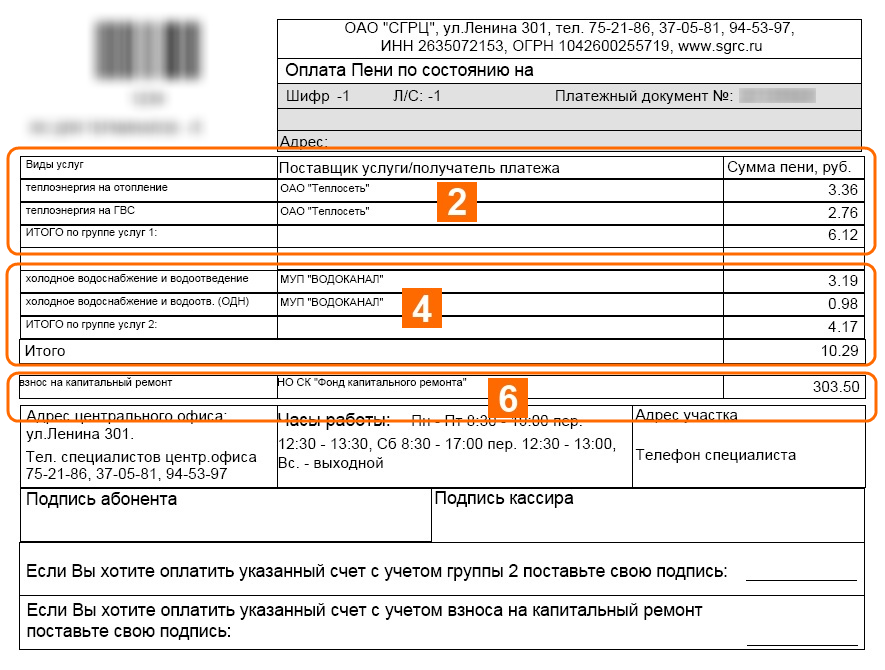 ОАО "СГРЦ", ул.Ленина 301, тел. 75-21-86, 37-05-81, 94-53-97,
ИНН 2635072153, ОГРН 1042600255719, www.sgrc.ru
Оплата Пени по состоянию на
Шифр -1 Л/С: -1 Платежный документ №:
Адрес:
Виды услуг Поставщик услуги/получатель платежа Сумма пени, руб.
теплоэнергия на отопление ОАО "Теплосеть" 3.36
2
теплоэнергия на ГВС ОАО "Теплосеть" 2.76
ИТОГО по группе услуг 1: 6.12
холодное водоснабжение и водоотведение МУП "ВОДОКАНАЛ" 3.19
холодное водоснабжение и водоотв. (ОДН) МУП "ВОДОКАНАЛ" 0.98
4
ИТОГО по группе услуг 2: 4.17
Итого 10.29
взнос на капитальный ремонт НО СК "Фонд капитального ремонта" 303.50
6
Адрес центрального офиса:
ул.Ленина 301.
Тел. специалистов центр.офиса
75-21-86, 37-05-81, 94-53-97
Часы работы: Пн - Пт 8:30 - :00 пер.
12:30 - 13:30, Сб 8:30 - 17:00 пер. 12:30 - 13:00,
Вс. - выходной
Адрес участка
Телефон специалиста
Подпись абонента Подпись кассира
Если Вы хотите оплатить указанный счет с учетом группы 2 поставьте свою подпись:
Если Вы хотите оплатить указанный счет с учетом взноса на капитальный ремонт
поставьте свою подпись: